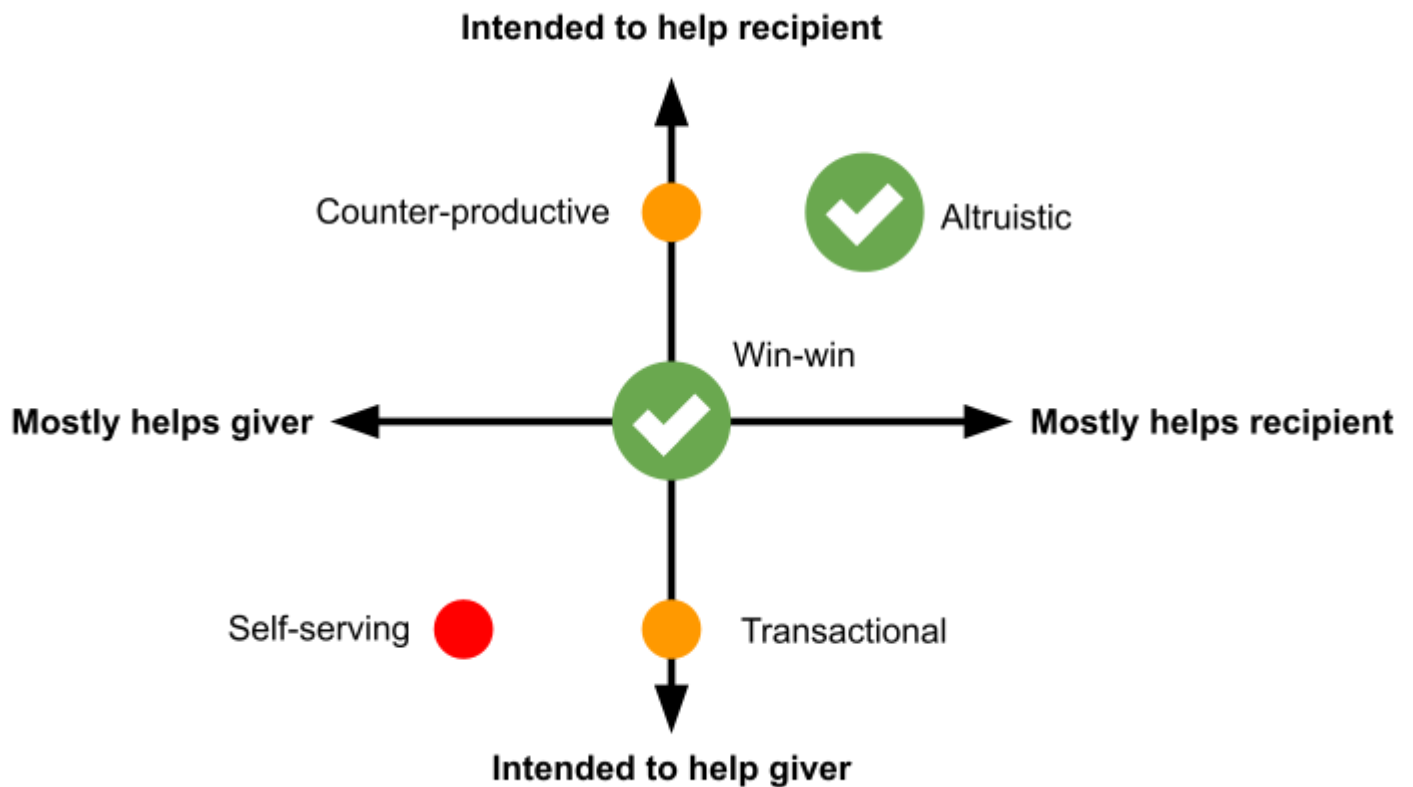 Intended to help recipient
Counter-productive
Altruistic
Win-win
Mostly helps giver
Mostly helps recipient
Self-serving
Transactional
Intended to help giver